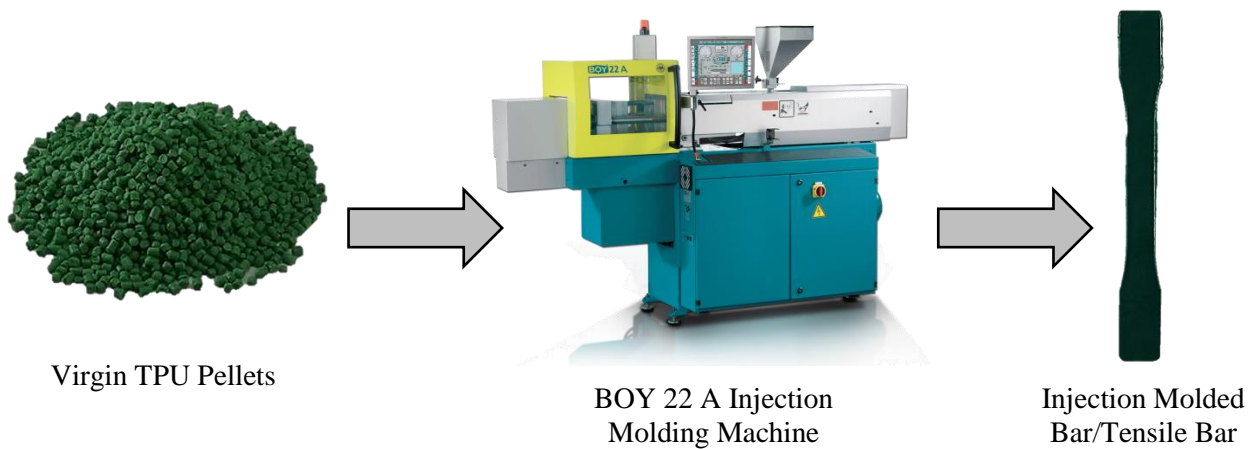 BOY 22 A
Virgin TPU Pellets
BOY 22 A Injection
Molding Machine
Injection Molded
Bar/Tensile Bar